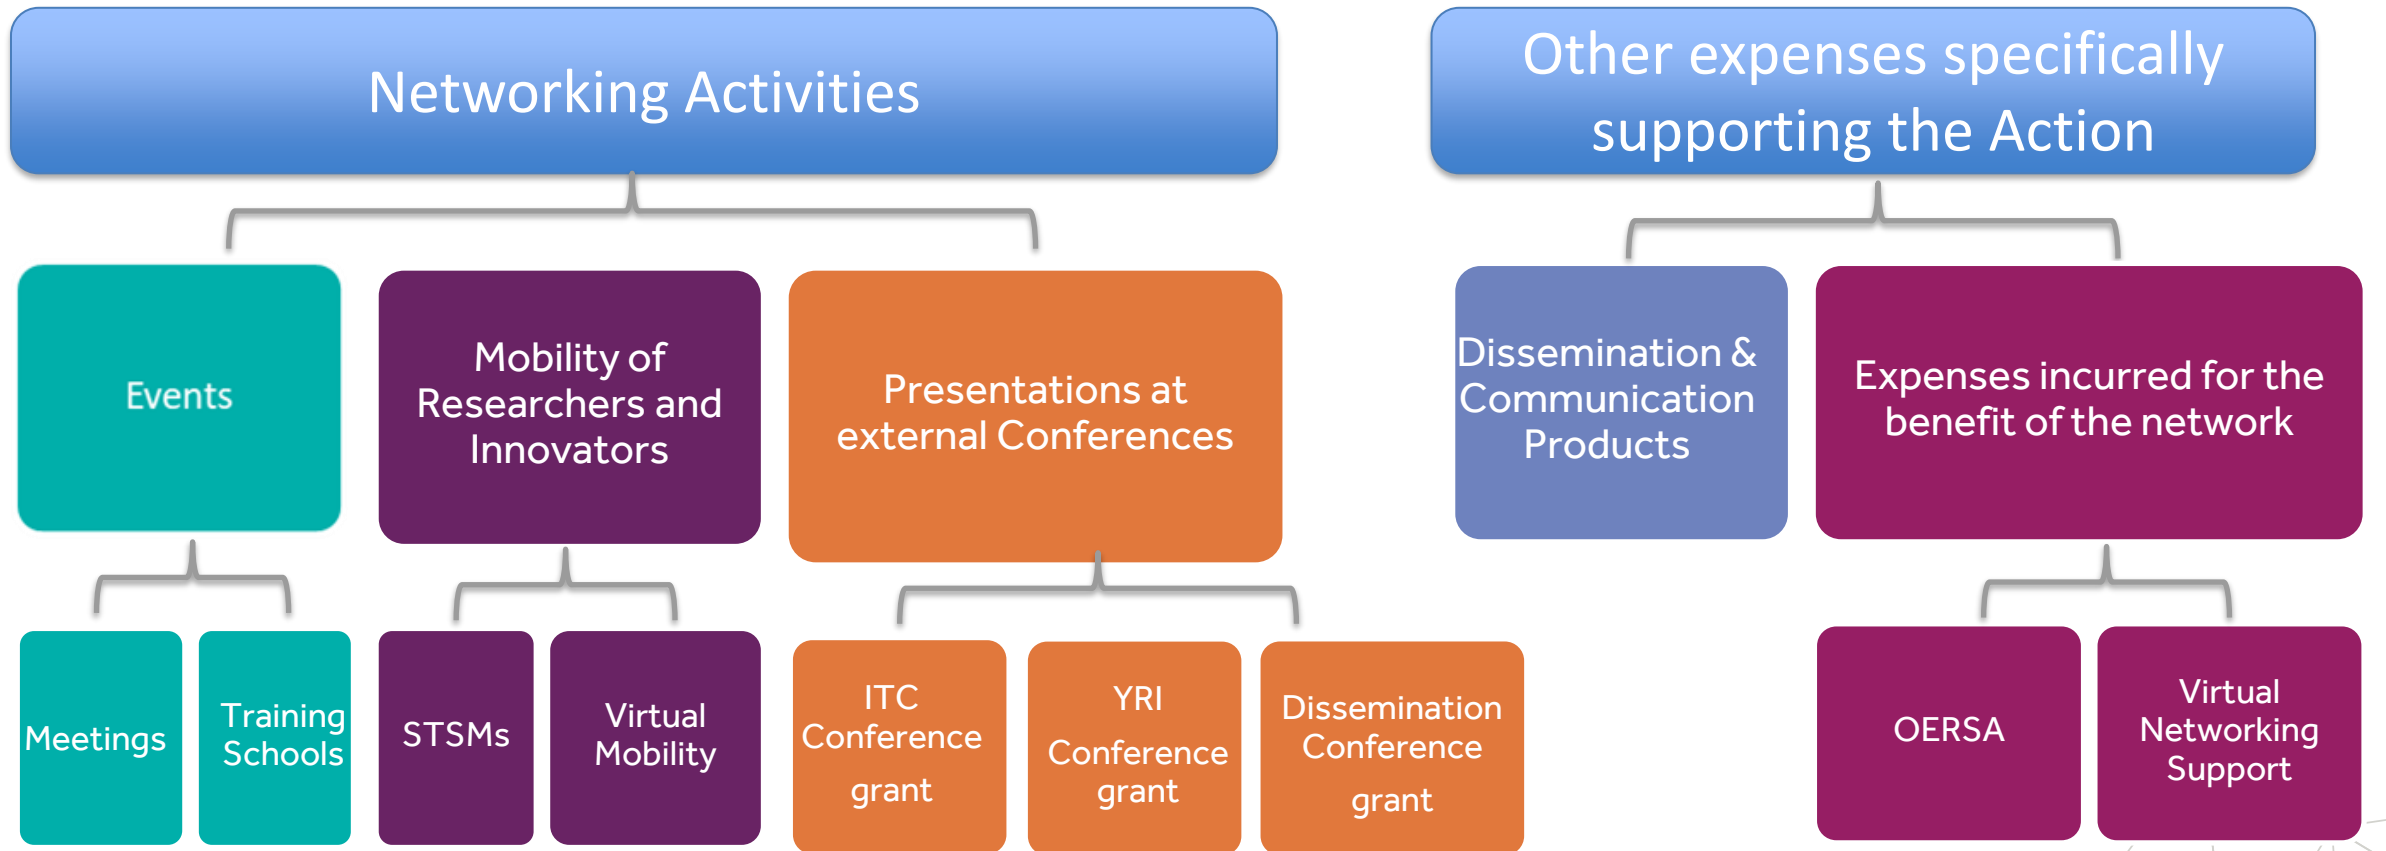 Networking Activities
Other expenses specifically
supporting the Action
Events
Mobility of
Researchers and
Innovators
Presentations at
external Conferences
Dissemination &
Communication
Products
Expenses incurred for the
benefit of the network
Meetings
Training
Schools
STSMs
Virtual
Mobility
ITC
Conference
grant
YRI
Conference
grant
Dissemination
Conference
grant
OERSA
Virtual
Networking
Support